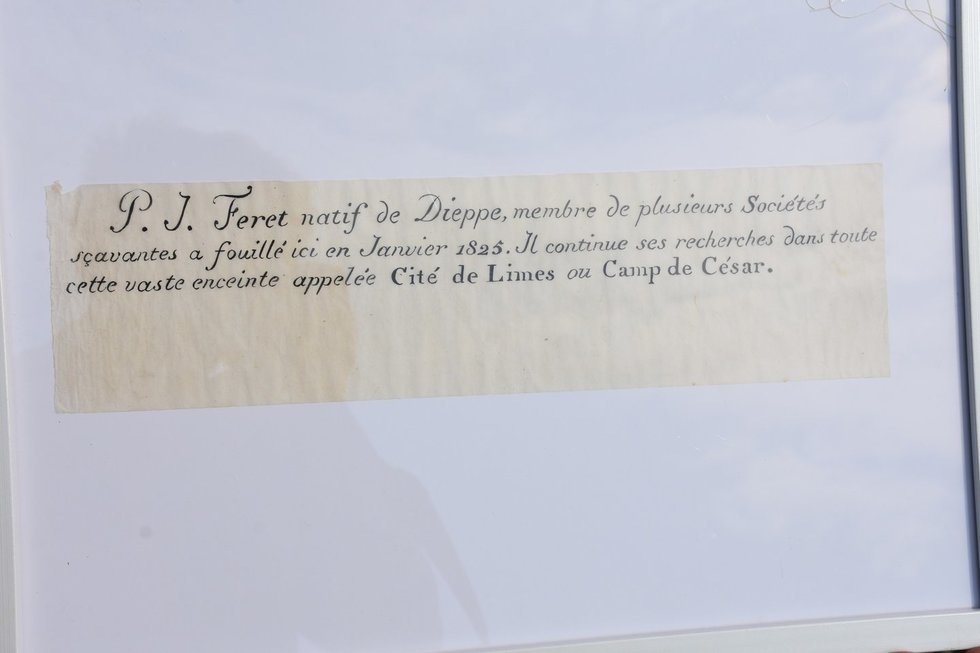 P. J. Feret natif de Dieppe, membre de plusieurs Sociétés
sçavantes a fouillé ici en Janvier 1825. Il continue ses recherches dans toute
cette vaste enceinte appelée Cité de Limes ou Camp de César.